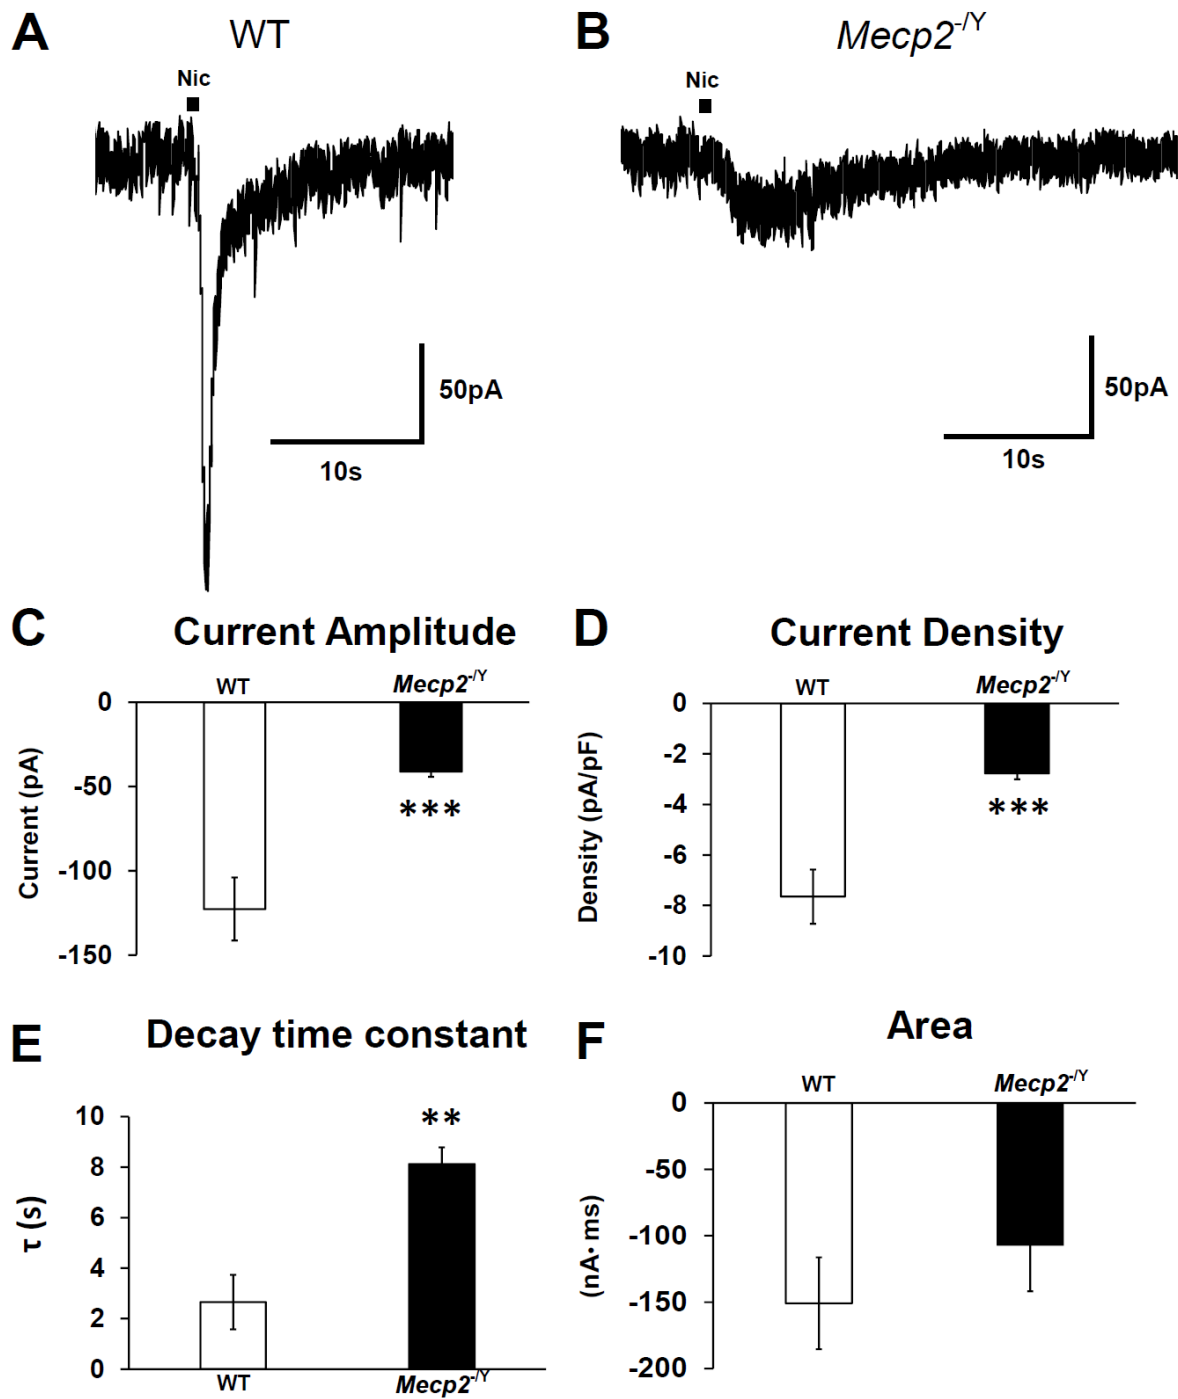 A WT
Nic
50pA
10s
B Mecp2-/Y
Nic
50pA
10s
C Current Amplitude
WT Mecp2-/Y
0
-50
-100
-150
Current (pA)
***
D Current Density
WT Mecp2-/Y
0
-2
-4
-6
-8
-10
Density (pA/pF)
***
E Decay time constant
10
8
6
4
2
0
τ (s)
**
WT Mecp2-/Y
F Area
WT Mecp2-/Y
0
-50
-100
-150
-200
(nA· ms)